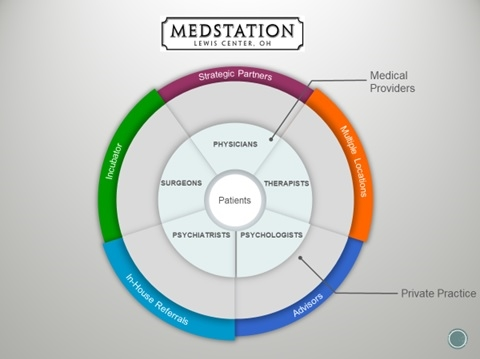 MEDSTATION
LEWIS CENTER, OH
Strategic Partners
Medical
Providers
Incubator
Multiple Locations
PHYSICIANS
SURGEONS
THERAPISTS
Patients
PSYCHIATRISTS
PSYCHOLOGISTS
Private Practice
In-House Referrals
Advisors